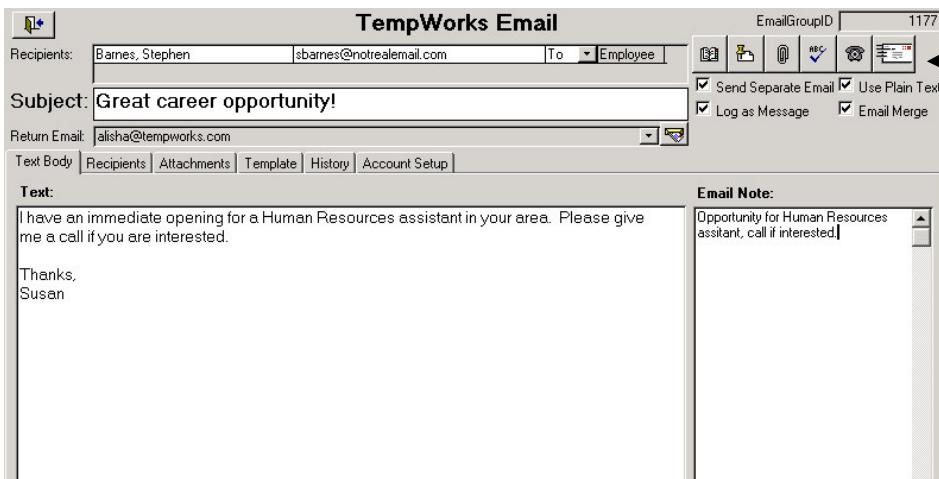 TempWorks Email
EmailGroupID 1177
Recipients: Barnes, Stephen sbarnes@notrealemail.com To Employee
ABC
Send Separate Email Use Plain Text
Subject: Great career opportunity!
Log as Message Email Merge
Return Email: alisha@tempworks.com
Text Body Recipients Attachments Template History Account Setup
Text:
I have an immediate opening for a Human Resources assistant in your area. Please give
me a call if you are interested.
Thanks,
Susan
Email Note:
Opportunity for Human Resources
assitant, call if interested.